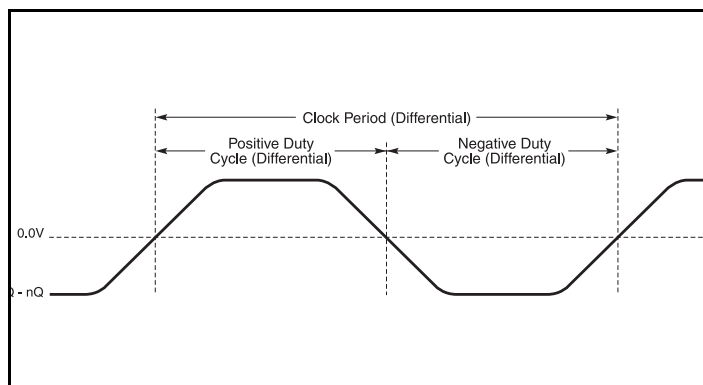 Clock Period (Differential)
Positive Duty
Cycle (Differential)
Negative Duty
Cycle (Differential)
0.0V
Q - nQ